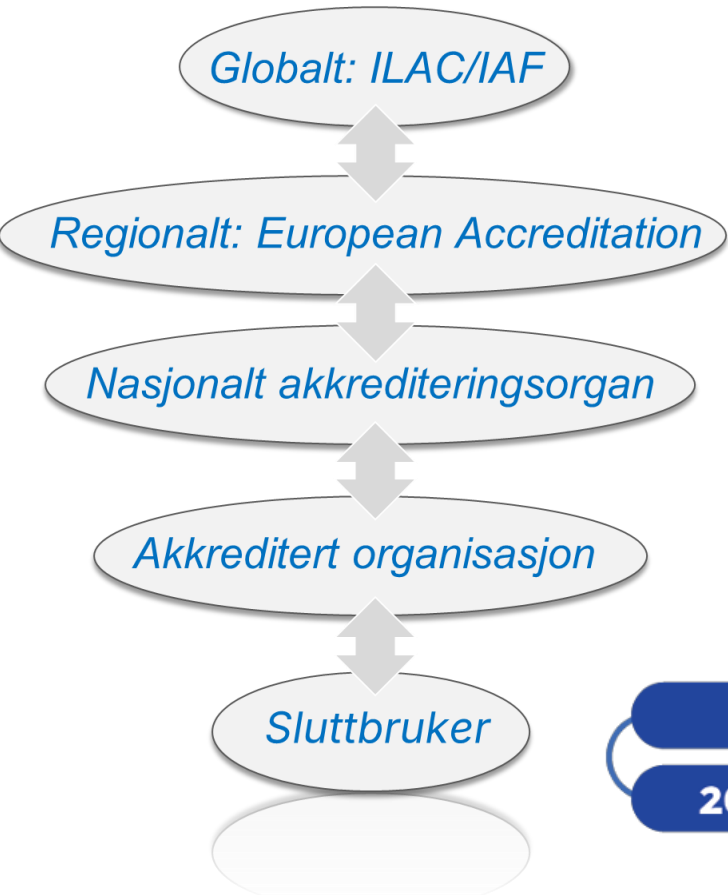 Globalt: ILAC/IAF
Regionalt: European Accreditation
Nasjonalt akkrediteringsorgan
Akkreditert organisasjon
Sluttbruker